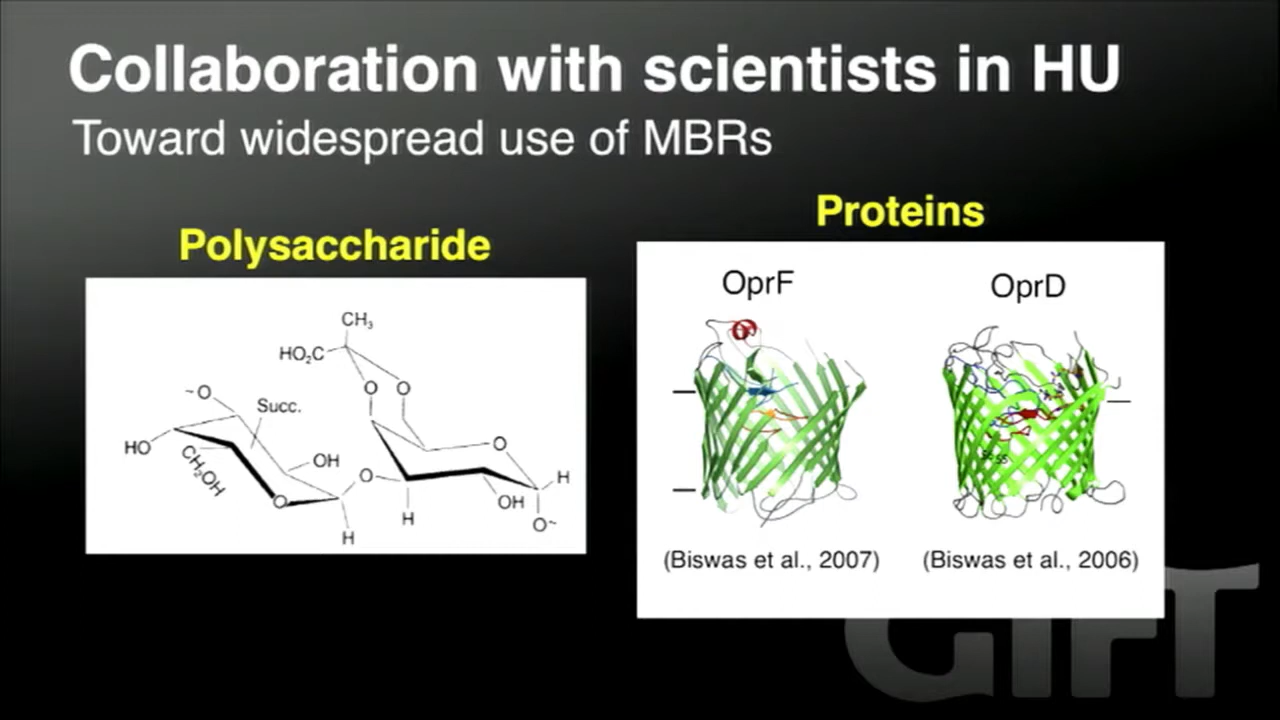 Collaboration with scientists in HU
Toward widespread use of MBRs
Polysaccharide
CH₃
HO₂C
O
O
~O
Succ.
HO
CH₂OH
OH
O
O
O
H
OH
H
H
O~
Proteins
OprF
OprD
(Biswas et al., 2007)
(Biswas et al., 2006)
GIFT